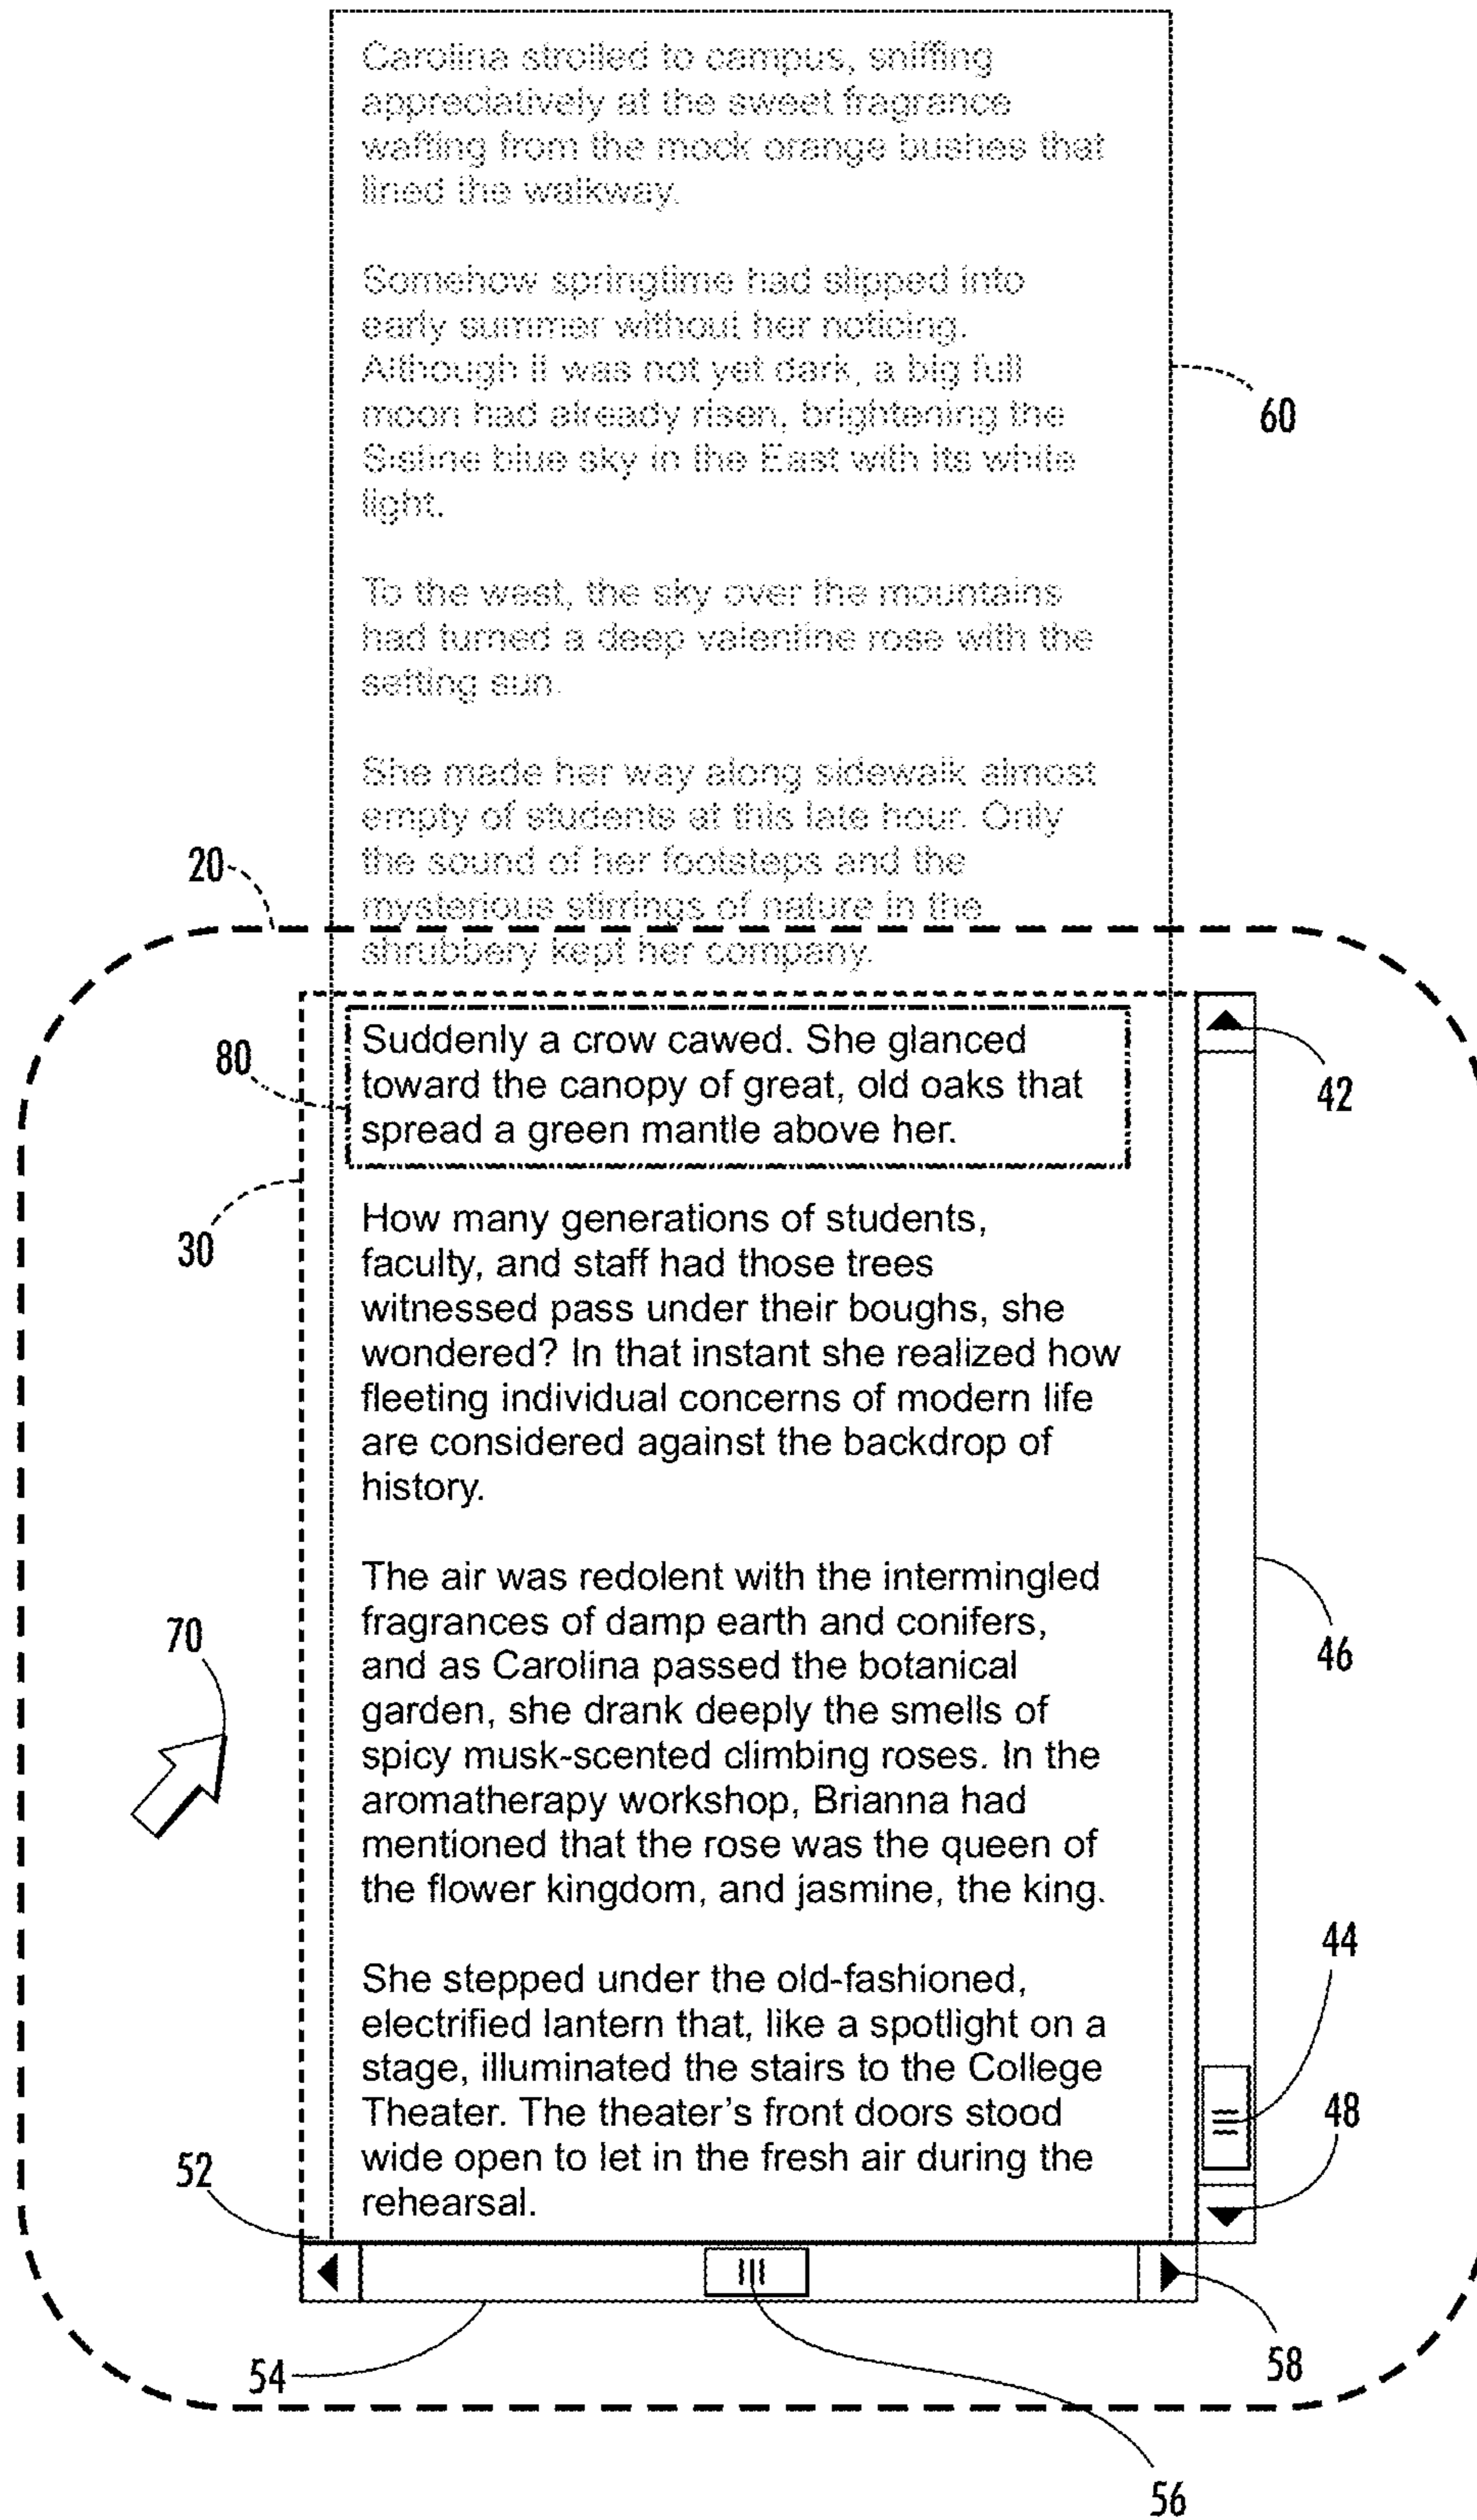 Carolina strolled to campus, sniffing
appreciatively at the sweet fragrance
wafting from the mock orange bushes that
lined the walkway.
Somehow springtime had slipped into
early summer without her noticing.
Although it was not yet dark, a big full
moon had already risen, brightening the
Sistine blue sky in the East with its white
light.
60
To the west, the sky over the mountains
had turned a deep valentine rose with the
setting sun.
She made her way along sidewalk almost
empty of students at this late hour. Only
the sound of her footsteps and the
mysterious stirrings of nature in the
shrubbery kept her company.
20
80
Suddenly a crow cawed. She glanced
toward the canopy of great, old oaks that
spread a green mantle above her.
42
30
How many generations of students,
faculty, and staff had those trees
witnessed pass under their boughs, she
wondered? In that instant she realized how
fleeting individual concerns of modern life
are considered against the backdrop of
history.
70
The air was redolent with the intermingled
fragrances of damp earth and conifers,
and as Carolina passed the botanical
garden, she drank deeply the smells of
spicy musk-scented climbing roses. In the
aromatherapy workshop, Brianna had
mentioned that the rose was the queen of
the flower kingdom, and jasmine, the king.
46
44
She stepped under the old-fashioned,
electrified lantern that, like a spotlight on a
stage, illuminated the stairs to the College
Theater. The theater's front doors stood
wide open to let in the fresh air during the
rehearsal.
48
52
54
58
56